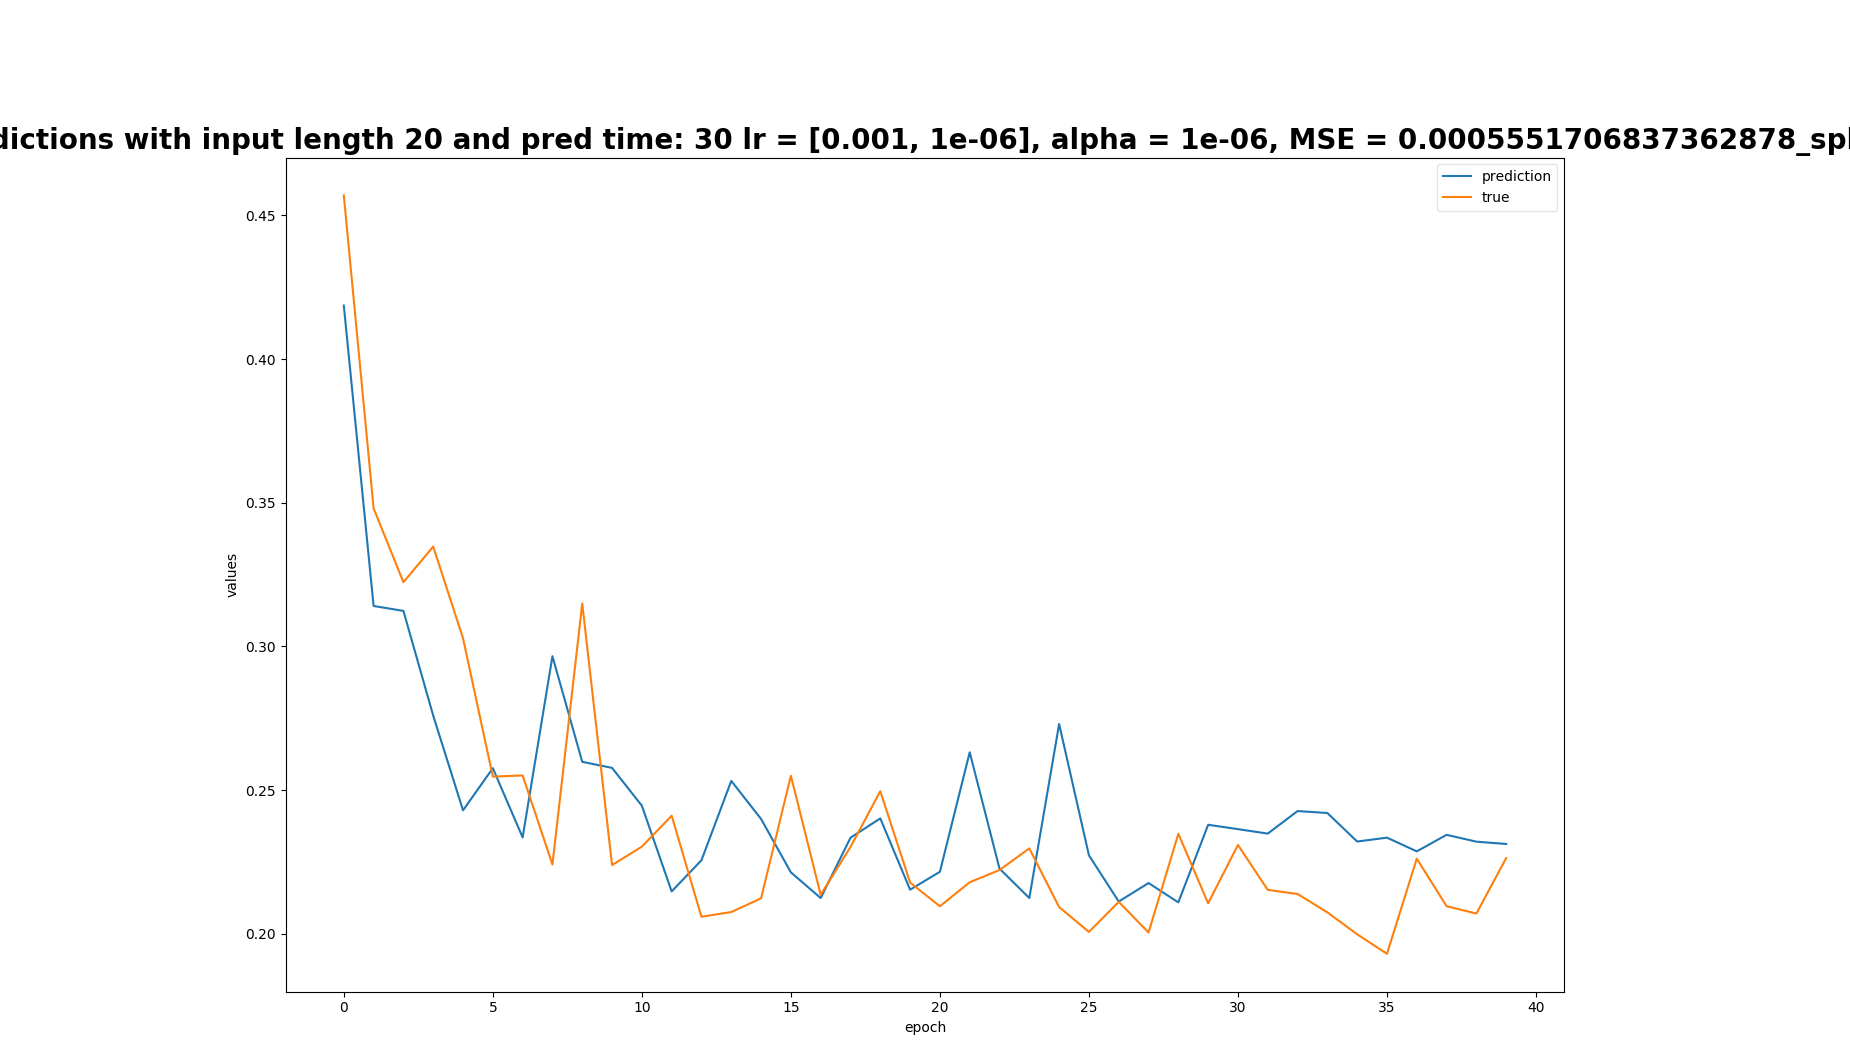 dictions with input length 20 and pred time: 30 lr = [0.001, 1e-06], alpha = 1e-06, MSE = 0.0005551706837362878_spl
prediction
true
0.45
0.40
0.35
0.30
0.25
0.20
values
0 5 10 15 20 25 30 35 40
epoch